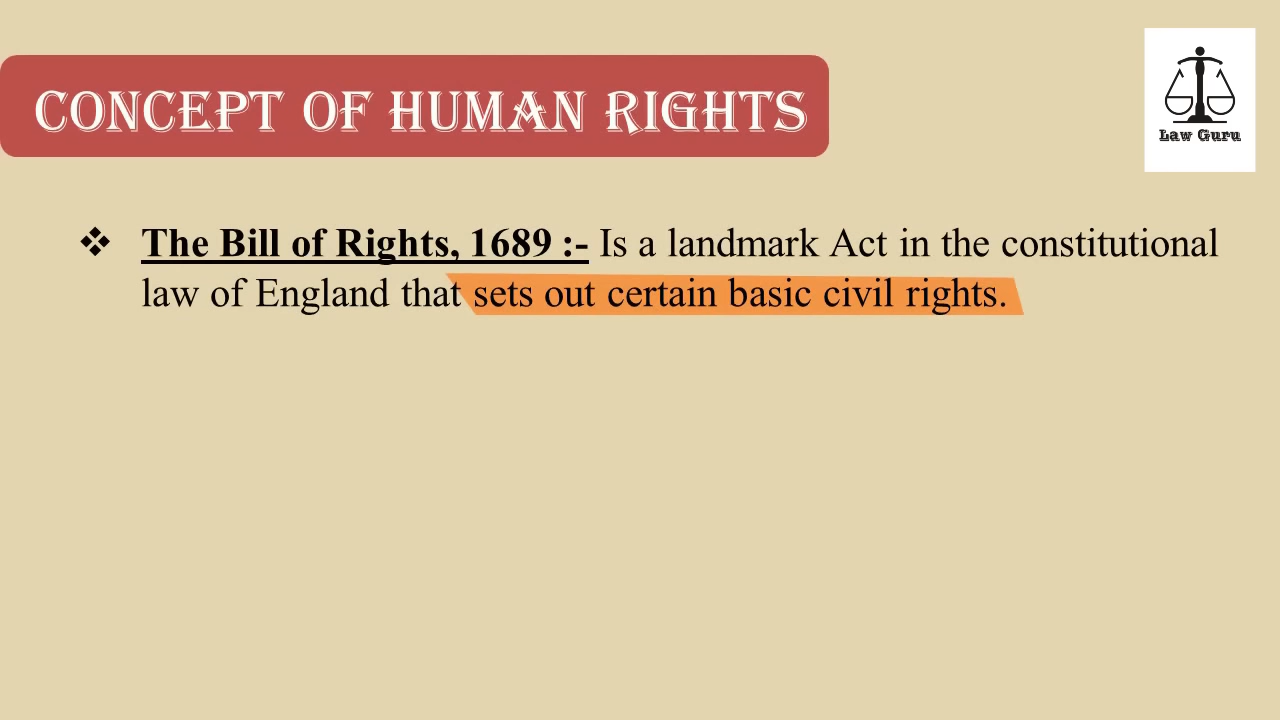 CONCEPT OF HUMAN RIGHTS
Law Guru
❖ The Bill of Rights, 1689 :- Is a landmark Act in the constitutional
law of England that sets out certain basic civil rights.